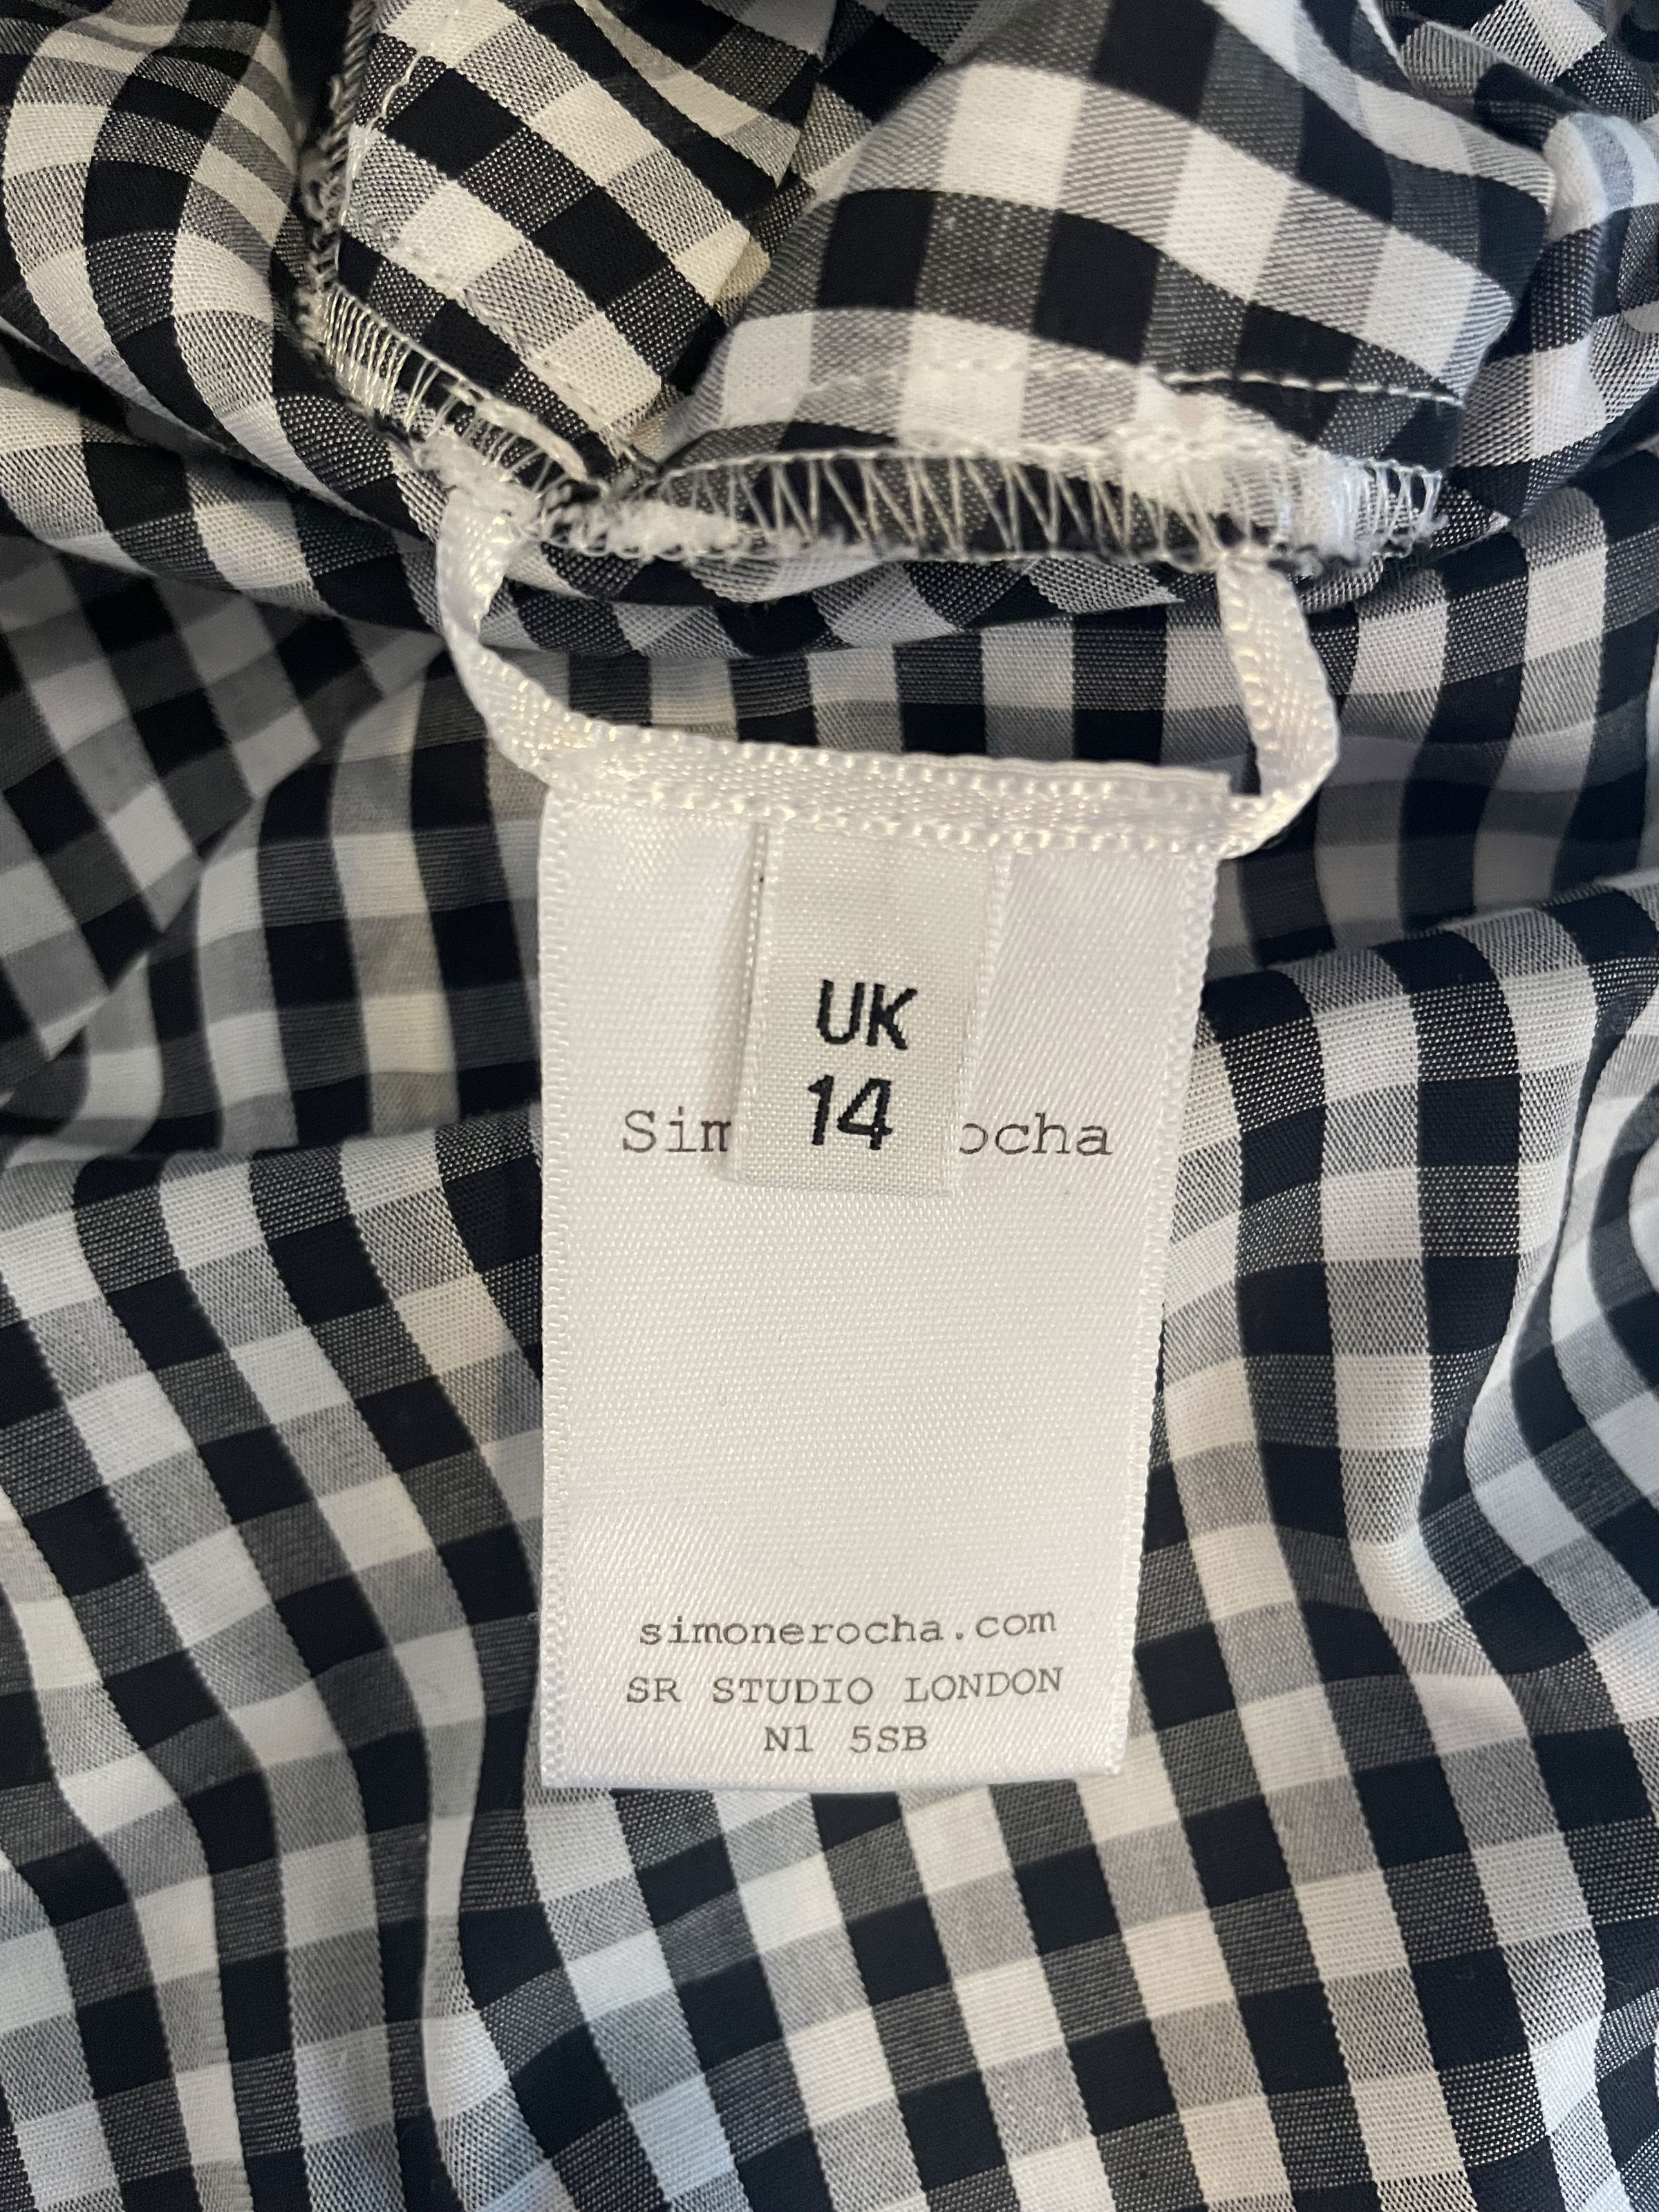 UK
14
Sim ocha
simonerocha.com
SR STUDIO LONDON
N1 5SB